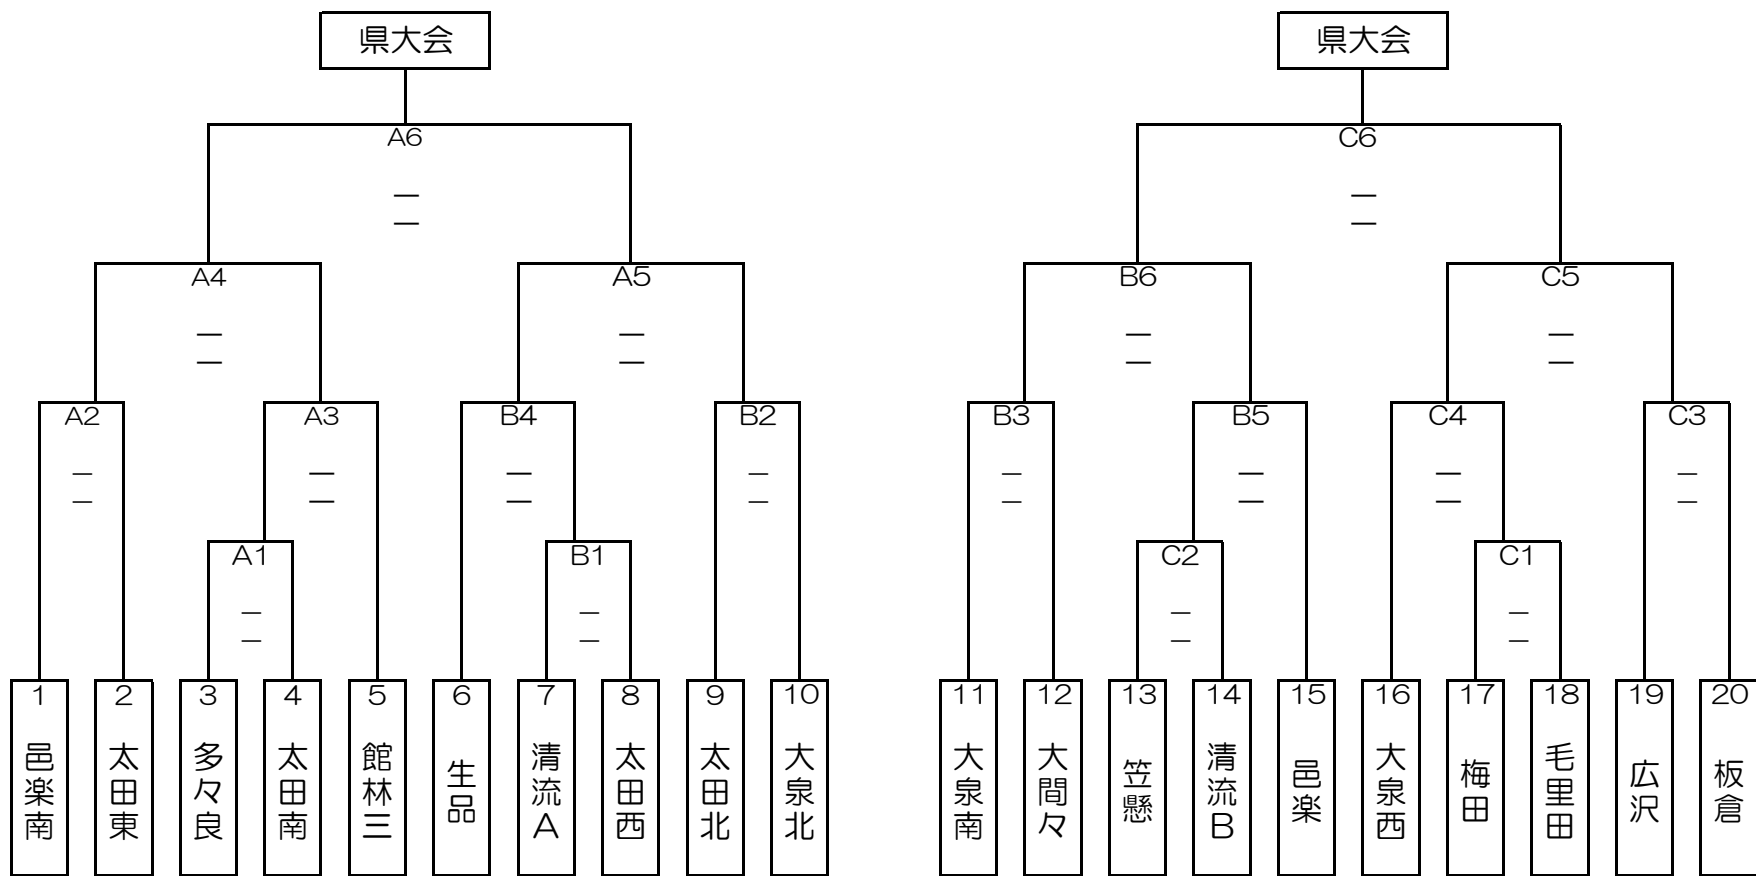 県大会 県大会
A6 C6
― ―
― ―
A4 A5 B6 C5
― ― ― ―
― ― ― ―
A2 A3 B4 B2 B3 B5 C4 C3
― ― ― ― ― ― ― ―
― ― ― ― ― ― ― ―
A1 B1 C2 C1
― ― ― ―
― ― ― ―
1 2 3 4 5 6 7 8 9 10 11 12 13 14 15 16 17 18 19 20
邑楽南
太田東
多々良
太田南
館林三
生品
清流A
太田西
太田北
大泉北
大泉南
大間々
笠懸
清流B
邑楽
大泉西
梅田
毛里田
広沢
板倉